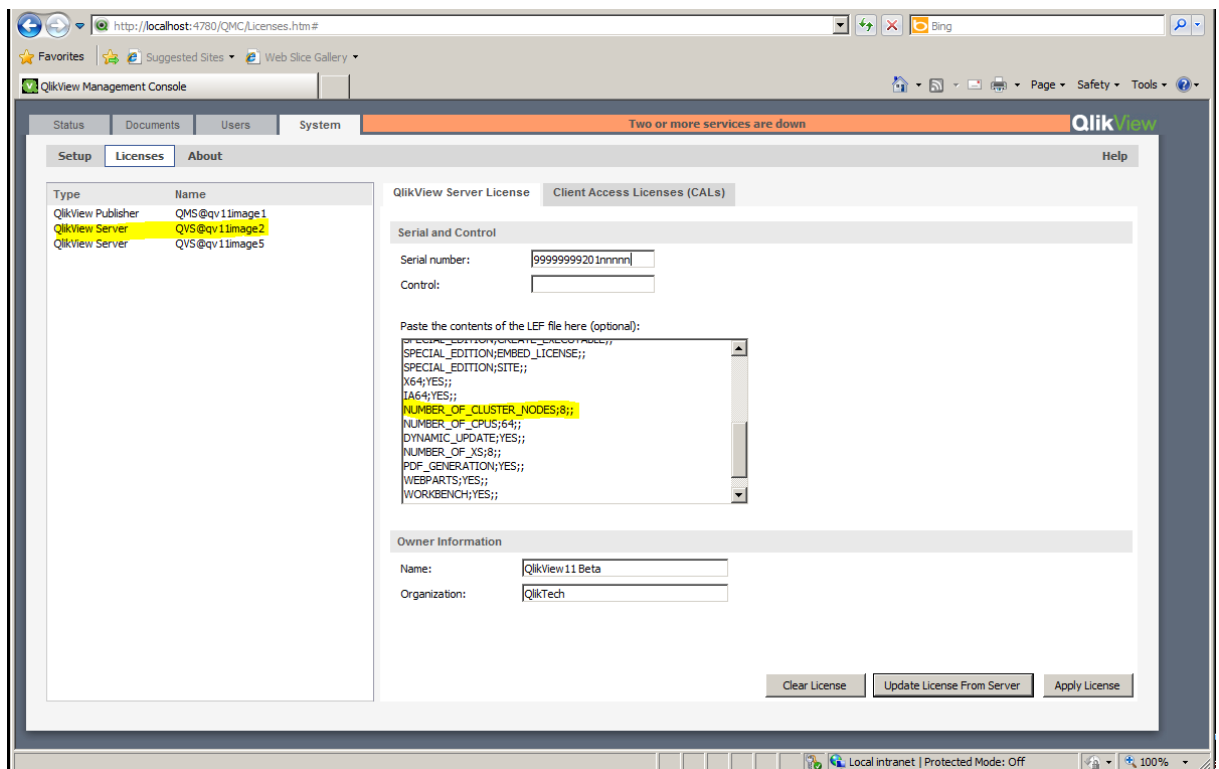 http://localhost:4780/QMC/Licenses.htm# Bing
Favorites Suggested Sites Web Slice Gallery
QlikView Management Console Page Safety Tools
Status Documents Users System Two or more services are down QlikView
Setup Licenses About Help
Type Name
QlikView Publisher QMS@qv11image1
QlikView Server QVS@qv11image2
QlikView Server QVS@qv11image5
QlikView Server License Client Access Licenses (CALs)
Serial and Control
Serial number: 99999999201nnnnn
Control:
Paste the contents of the LEF file here (optional):
SPECIAL_EDITION;CREATE_EXECUTABLE;;
SPECIAL_EDITION;EMBED_LICENSE;;
SPECIAL_EDITION;SITE;;
X64;YES;;
IA64;YES;;
NUMBER_OF_CLUSTER_NODES;8;;
NUMBER_OF_CPUS;64;;
DYNAMIC_UPDATE;YES;;
NUMBER_OF_XS;8;;
PDF_GENERATION;YES;;
WEBPARTS;YES;;
WORKBENCH;YES;;
Owner Information
Name: QlikView11 Beta
Organization: QlikTech
Clear License Update License From Server Apply License
Local intranet | Protected Mode: Off 100%